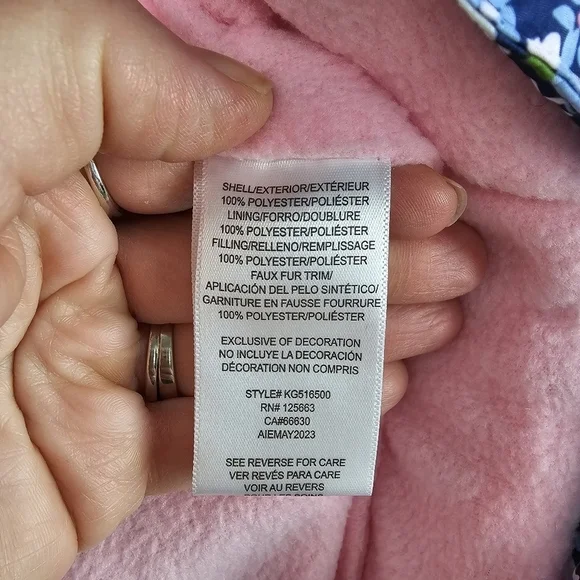 SHELL/EXTERIOR/EXTÉRIEUR
100% POLYESTER/POLIÉSTER
LINING/FORRO/DOUBLURE
100% POLYESTER/POLIÉSTER
FILLING/RELLENO/REMPLISSAGE
100% POLYESTER/POLIÉSTER
FAUX FUR TRIM/
APLICACIÓN DEL PELO SINTÉTICO/
GARNITURE EN FAUSSE FOURRURE
100% POLYESTER/POLIÉSTER
EXCLUSIVE OF DECORATION
NO INCLUYE LA DECORACIÓN
DÉCORATION NON COMPRIS
STYLE# KG516500
RN# 125663
CA#66630
AIEMAY2023
SEE REVERSE FOR CARE
VER REVÉS PARA CARE
VOIR AU REVERS
POUR LES SOINS